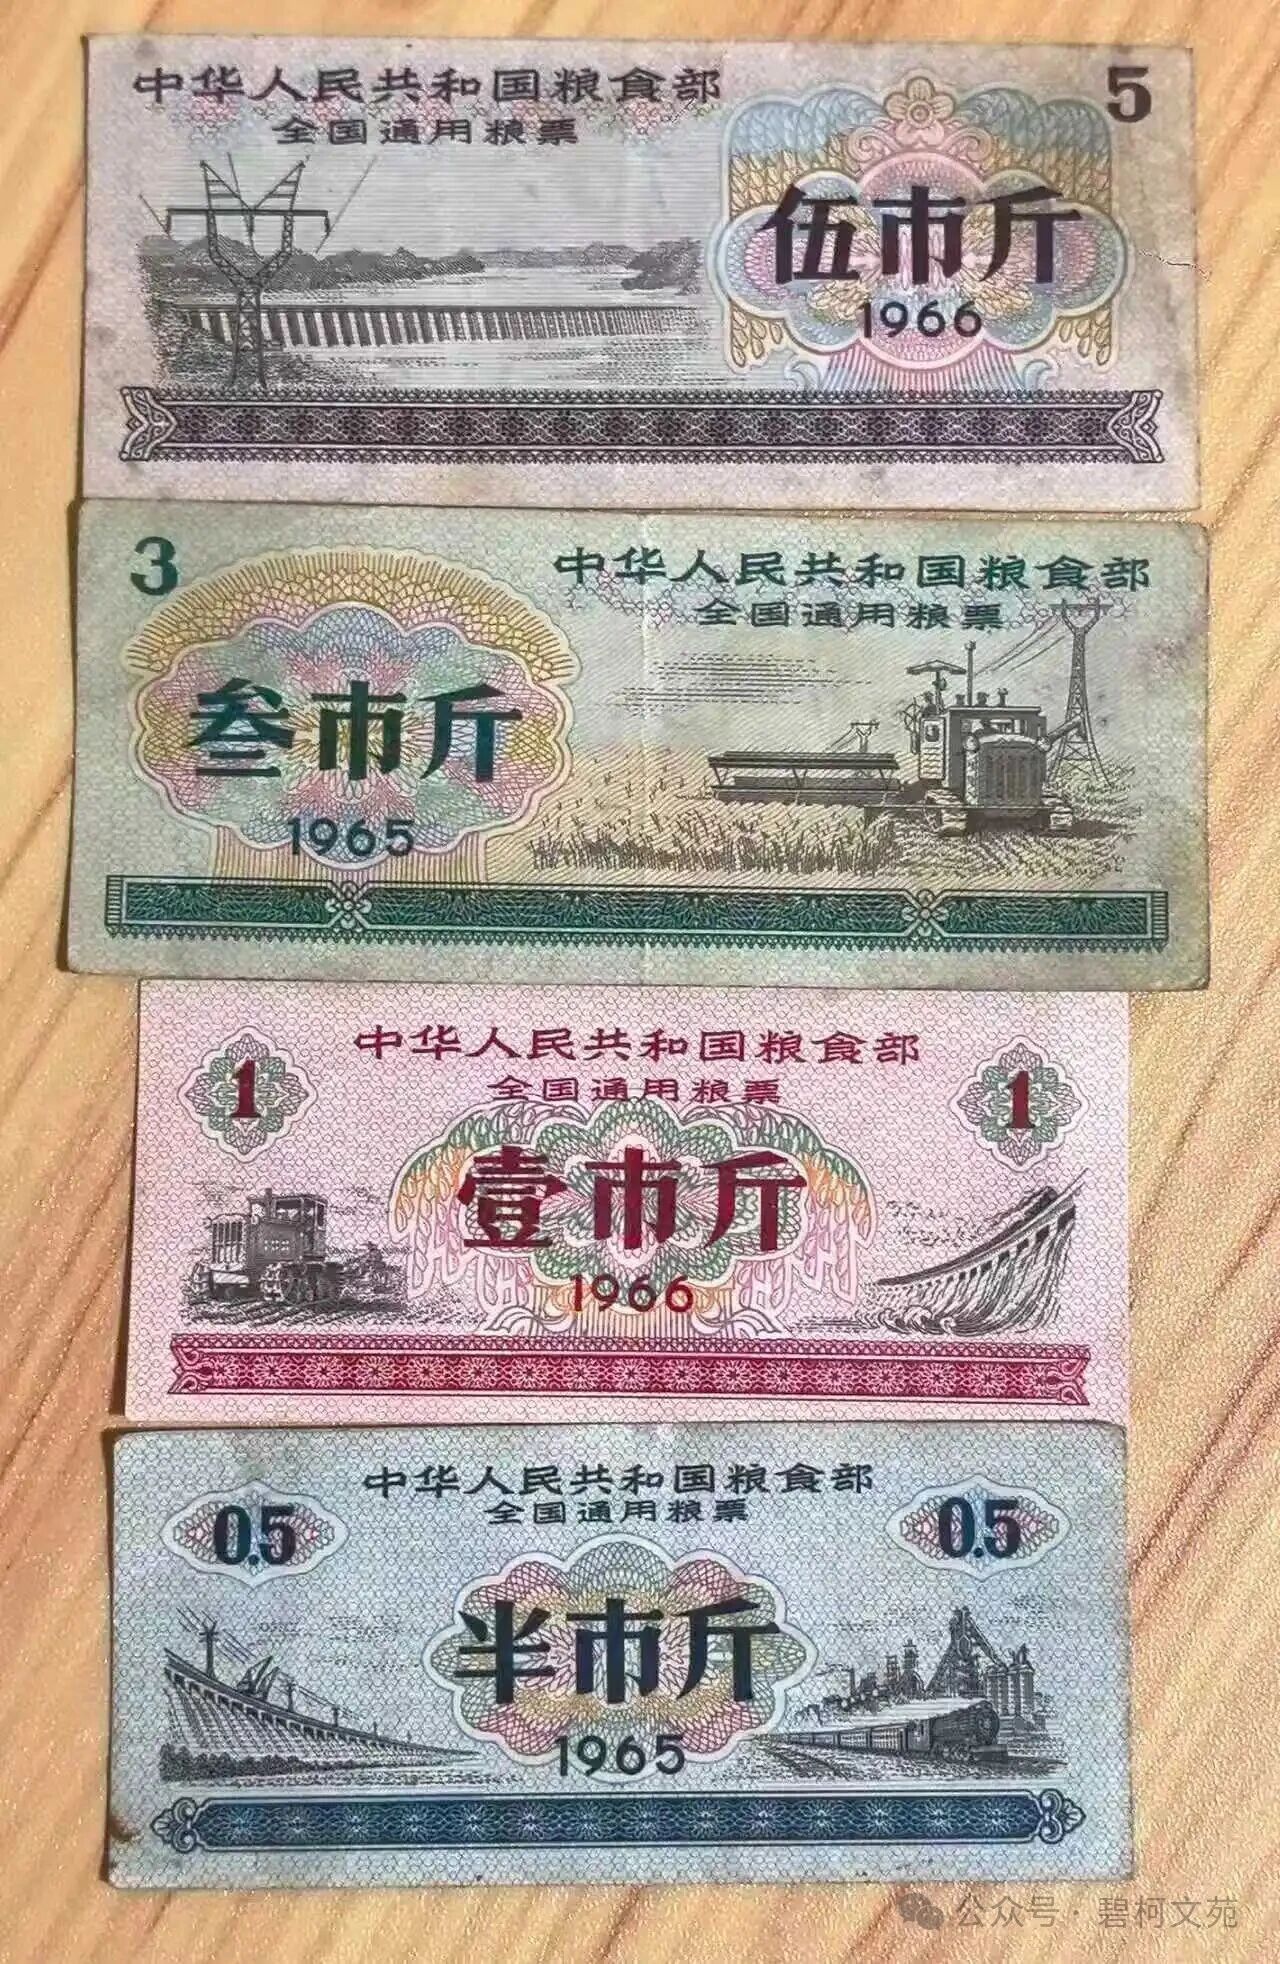 中华人民共和国粮食部
5
全国通用粮票
伍市斤
1966
3
中华人民共和国粮食部
全国通用粮票
叁市斤
1965
中华人民共和国粮食部
1
1
全国通用粮票
壹市斤
1966
中华人民共和国粮食部
全国通用粮票
0.5
0.5
半市斤
1965
公众号·碧柯文苑